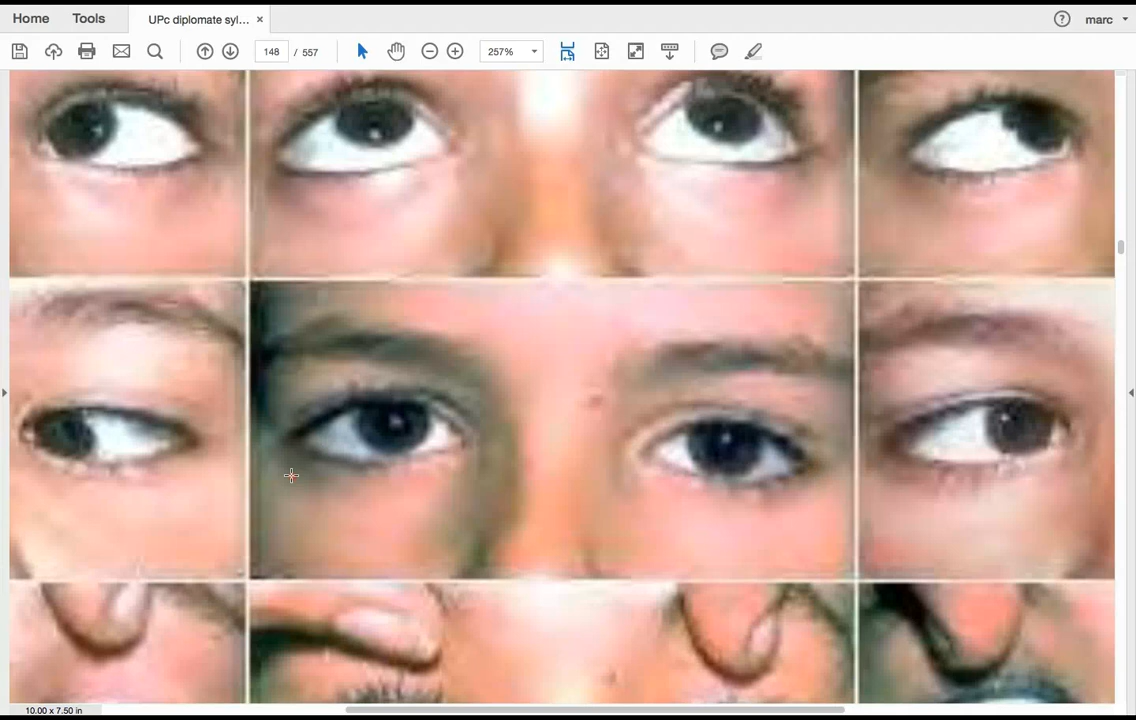 Home Tools UPc diplomate syl... × ? marc
148 / 557 257%
10.00 x 7.50 in